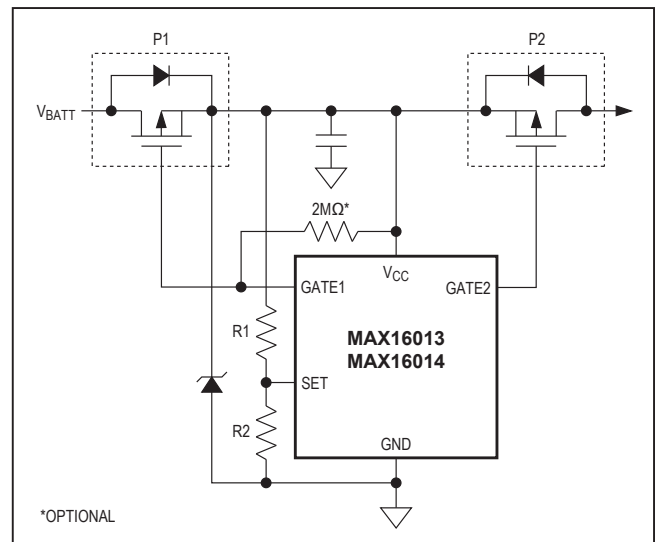 P1
P2
VBATT
2MΩ*
VCC
GATE1
GATE2
R1
MAX16013
MAX16014
SET
R2
GND
*OPTIONAL